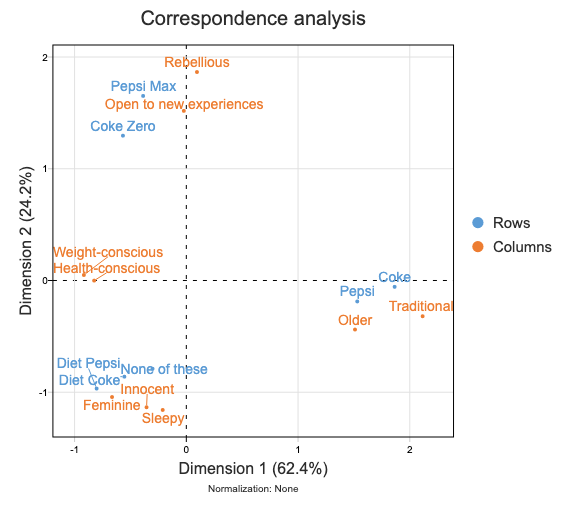 Correspondence analysis
2
Rebellious
Pepsi Max
Open to new experiences
Coke Zero
1
Dimension 2 (24.2%)
Rows
Columns
Weight-conscious
Health-conscious
0
Coke
Pepsi
Traditional
Older
Diet Pepsi
None of these
Diet Coke
Innocent
-1
Feminine
Sleepy
-1
0
1
2
Dimension 1 (62.4%)
Normalization: None